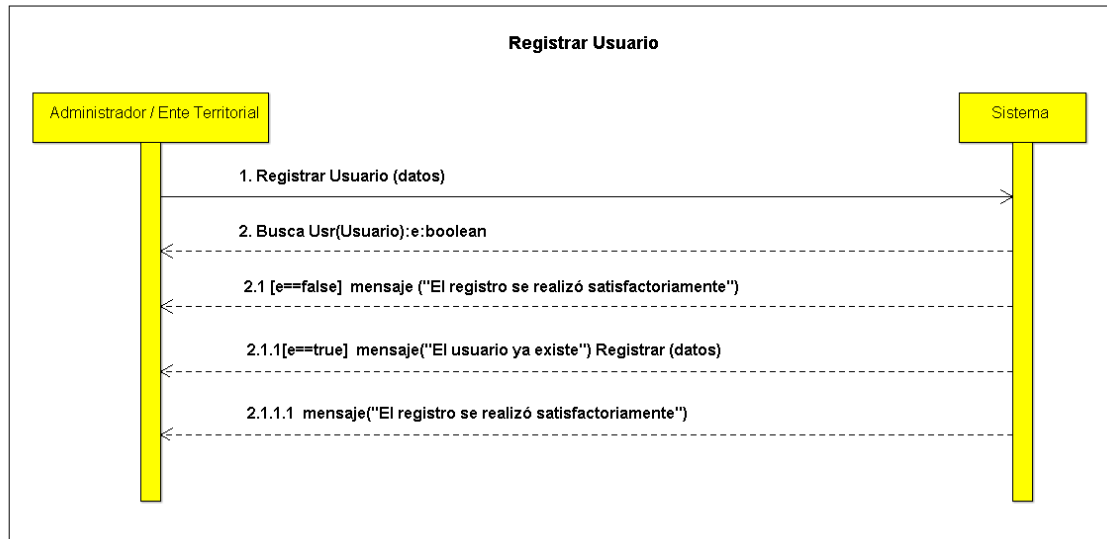 Registrar Usuario
Administrador / Ente Territorial
Sistema
1. Registrar Usuario (datos)
2. Busca Usr(Usuario):e:boolean
2.1 [e==false] mensaje ("El registro se realizó satisfactoriamente")
2.1.1[e==true] mensaje("El usuario ya existe") Registrar (datos)
2.1.1.1 mensaje("El registro se realizó satisfactoriamente")